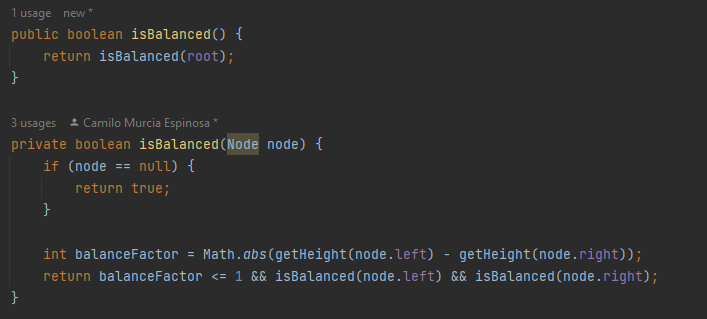 1 usage   new *
public boolean isBalanced() {
    return isBalanced(root);
}
3 usages   Camilo Murcia Espinosa *
private boolean isBalanced(Node node) {
    if (node == null) {
        return true;
    }
    int balanceFactor = Math.abs(getHeight(node.left) - getHeight(node.right));
    return balanceFactor <= 1 && isBalanced(node.left) && isBalanced(node.right);
}